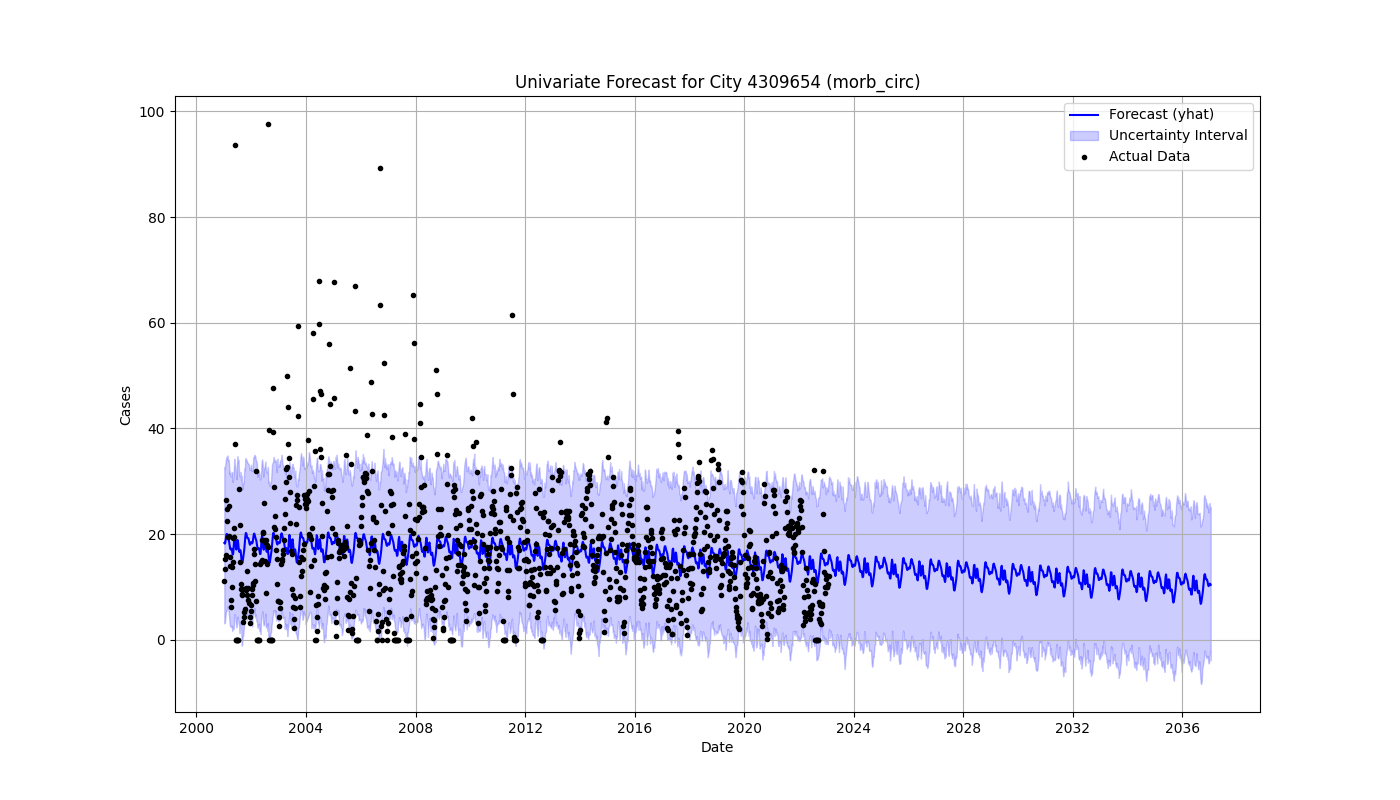 Univariate Forecast for City 4309654 (morb_circ)
Forecast (yhat)
Uncertainty Interval
Actual Data
Cases
100
80
60
40
20
0
2000 2004 2008 2012 2016 2020 2024 2028 2032 2036
Date